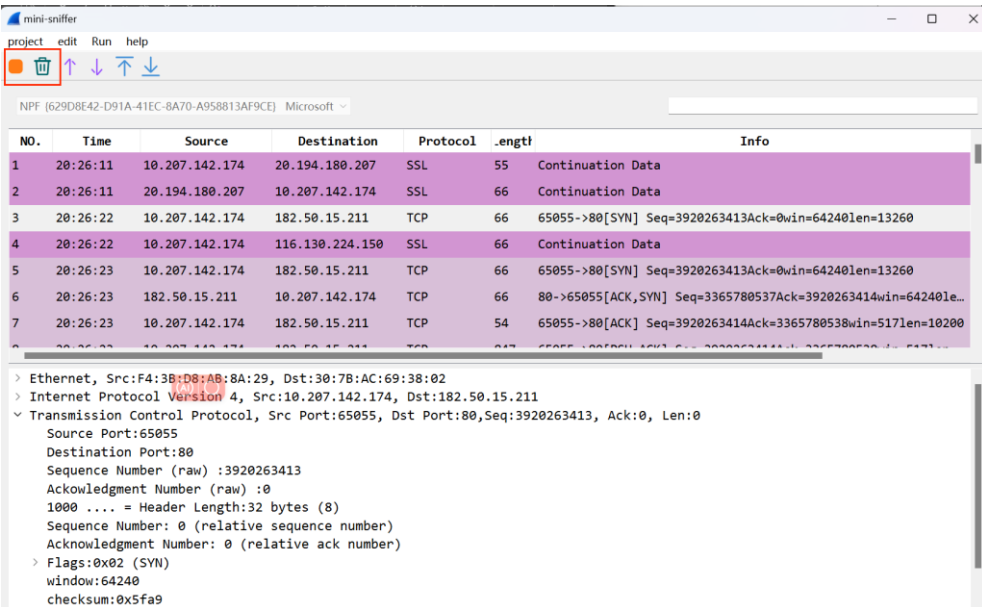 mini-sniffer
project edit Run help
NPF {629D8E42-D91A-41EC-8A70-A958813AF9CE} Microsoft
NO. Time Source Destination Protocol Length Info
1 20:26:11 10.207.142.174 20.194.180.207 SSL 55 Continuation Data
2 20:26:11 20.194.180.207 10.207.142.174 SSL 66 Continuation Data
3 20:26:22 10.207.142.174 182.50.15.211 TCP 66 65055->80[SYN] Seq=3920263413Ack=0win=64240len=13260
4 20:26:22 10.207.142.174 116.130.224.150 SSL 66 Continuation Data
5 20:26:23 10.207.142.174 182.50.15.211 TCP 66 65055->80[SYN] Seq=3920263413Ack=0win=64240len=13260
6 20:26:23 182.50.15.211 10.207.142.174 TCP 66 80->65055[ACK,SYN] Seq=3365780537Ack=3920263414win=64240le…
7 20:26:23 10.207.142.174 182.50.15.211 TCP 54 65055->80[ACK] Seq=3920263414Ack=3365780538win=517len=10200
> Ethernet, Src:F4:3B:D8:AB:8A:29, Dst:30:7B:AC:69:38:02
> Internet Protocol Version 4, Src:10.207.142.174, Dst:182.50.15.211
Transmission Control Protocol, Src Port:65055, Dst Port:80,Seq:3920263413, Ack:0, Len:0
Source Port:65055
Destination Port:80
Sequence Number (raw) :3920263413
Ackowledgment Number (raw) :0
1000 .... = Header Length:32 bytes (8)
Sequence Number: 0 (relative sequence number)
Acknowledgment Number: 0 (relative ack number)
> Flags:0x02 (SYN)
window:64240
checksum:0x5fa9